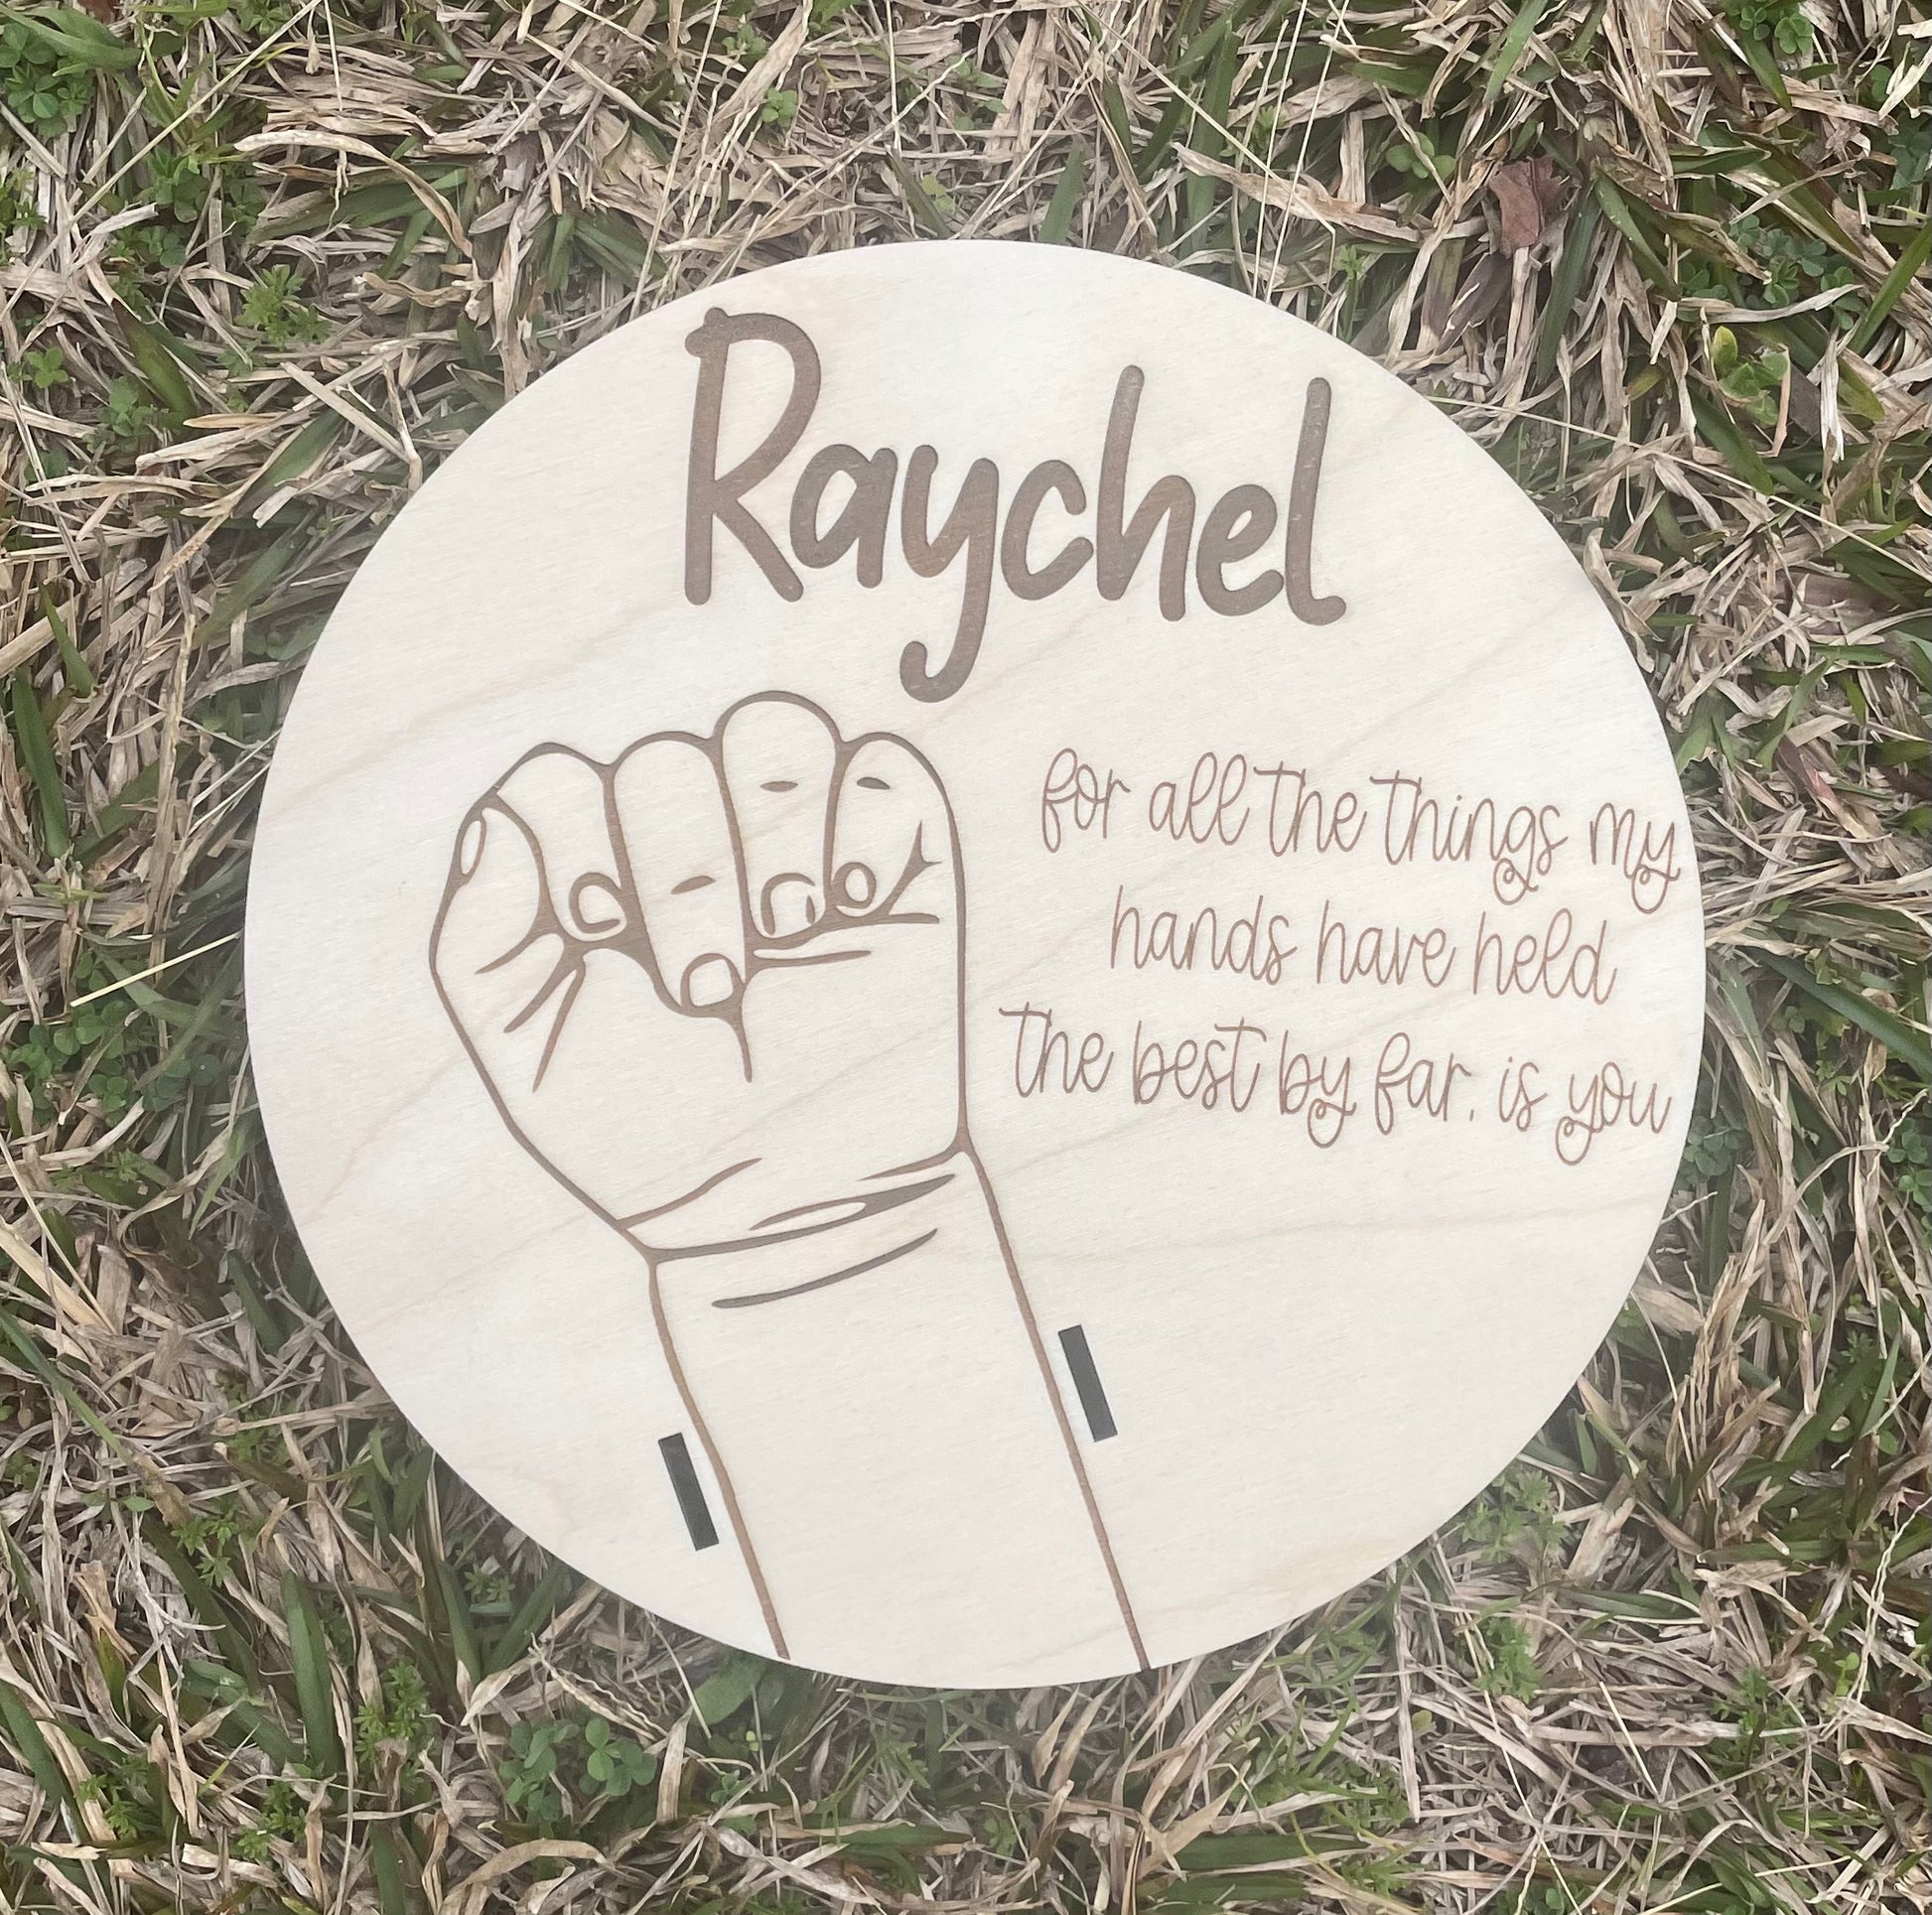 Raychel
for all the things my
hands have held
the best by far. is you